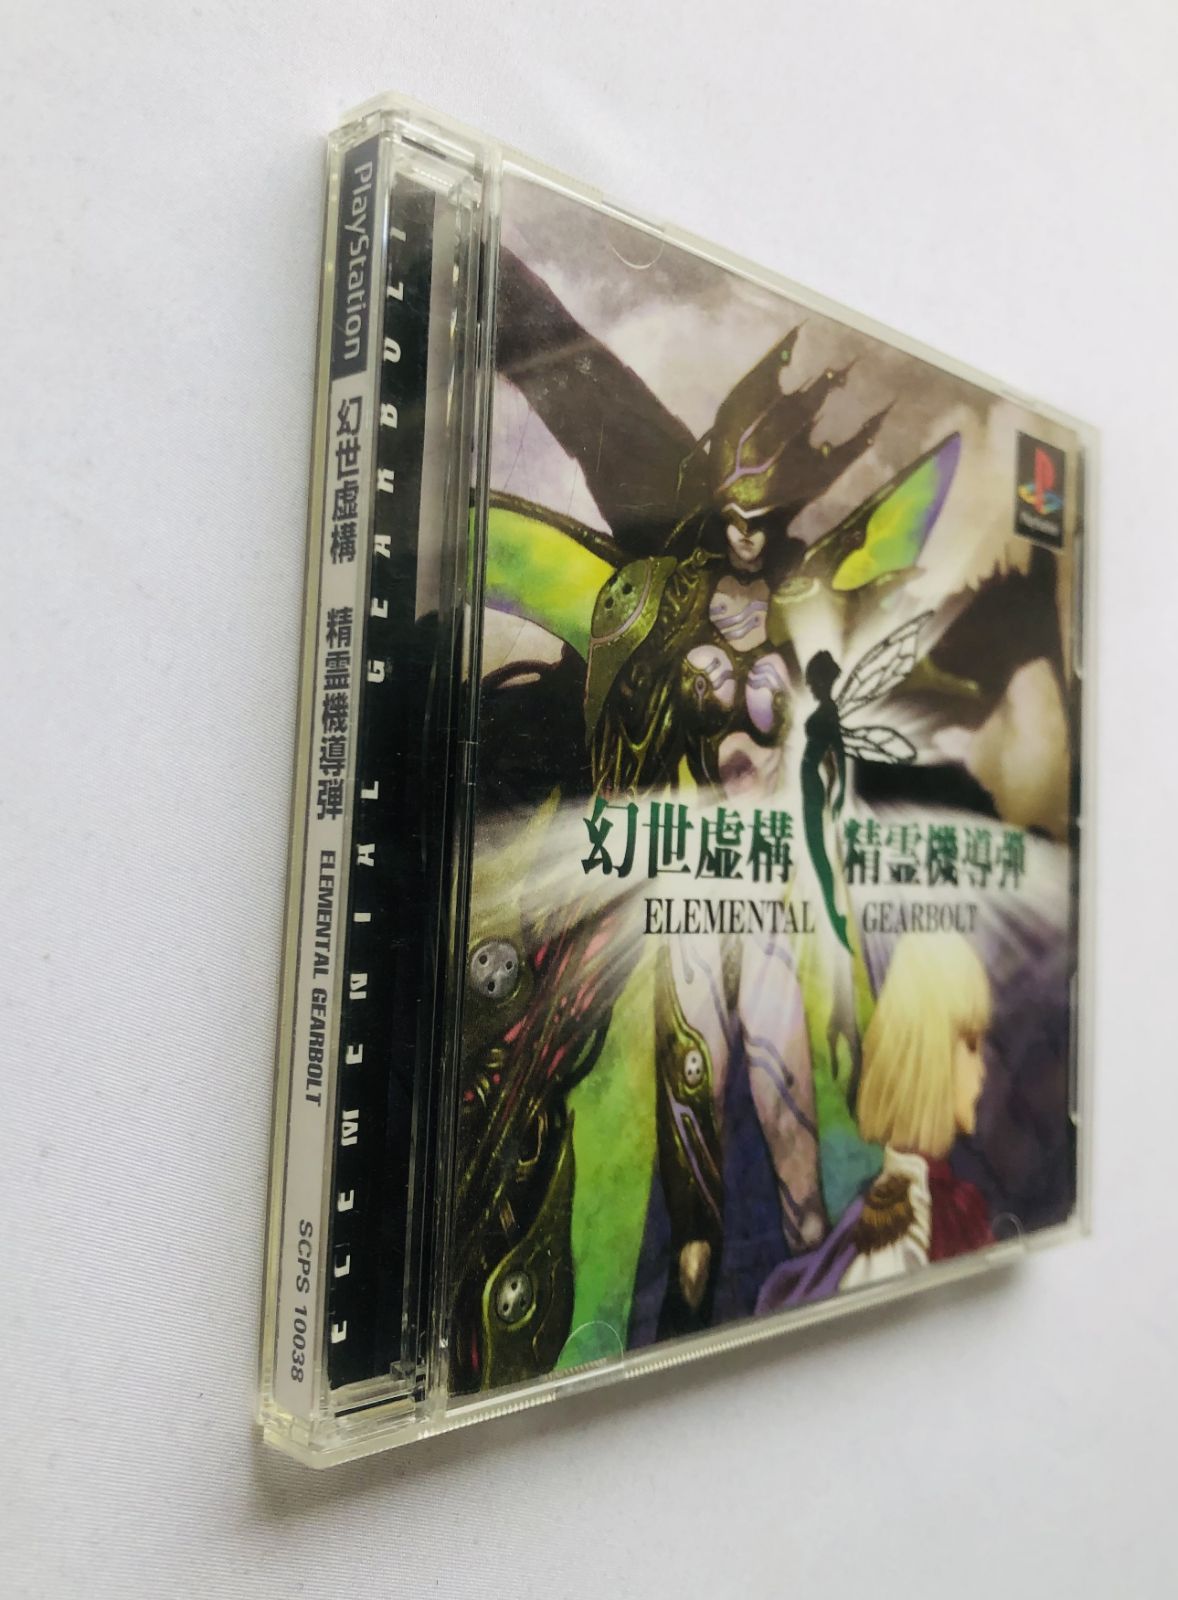 PlayStation 幻世虚構 精霊機導弾 ELEMENTAL GEARBOLT SCPS 10038
ELEMENTAL GEARBOLT
PlayStation
幻世虚構 精霊機導弾
ELEMENTAL GEARBOLT